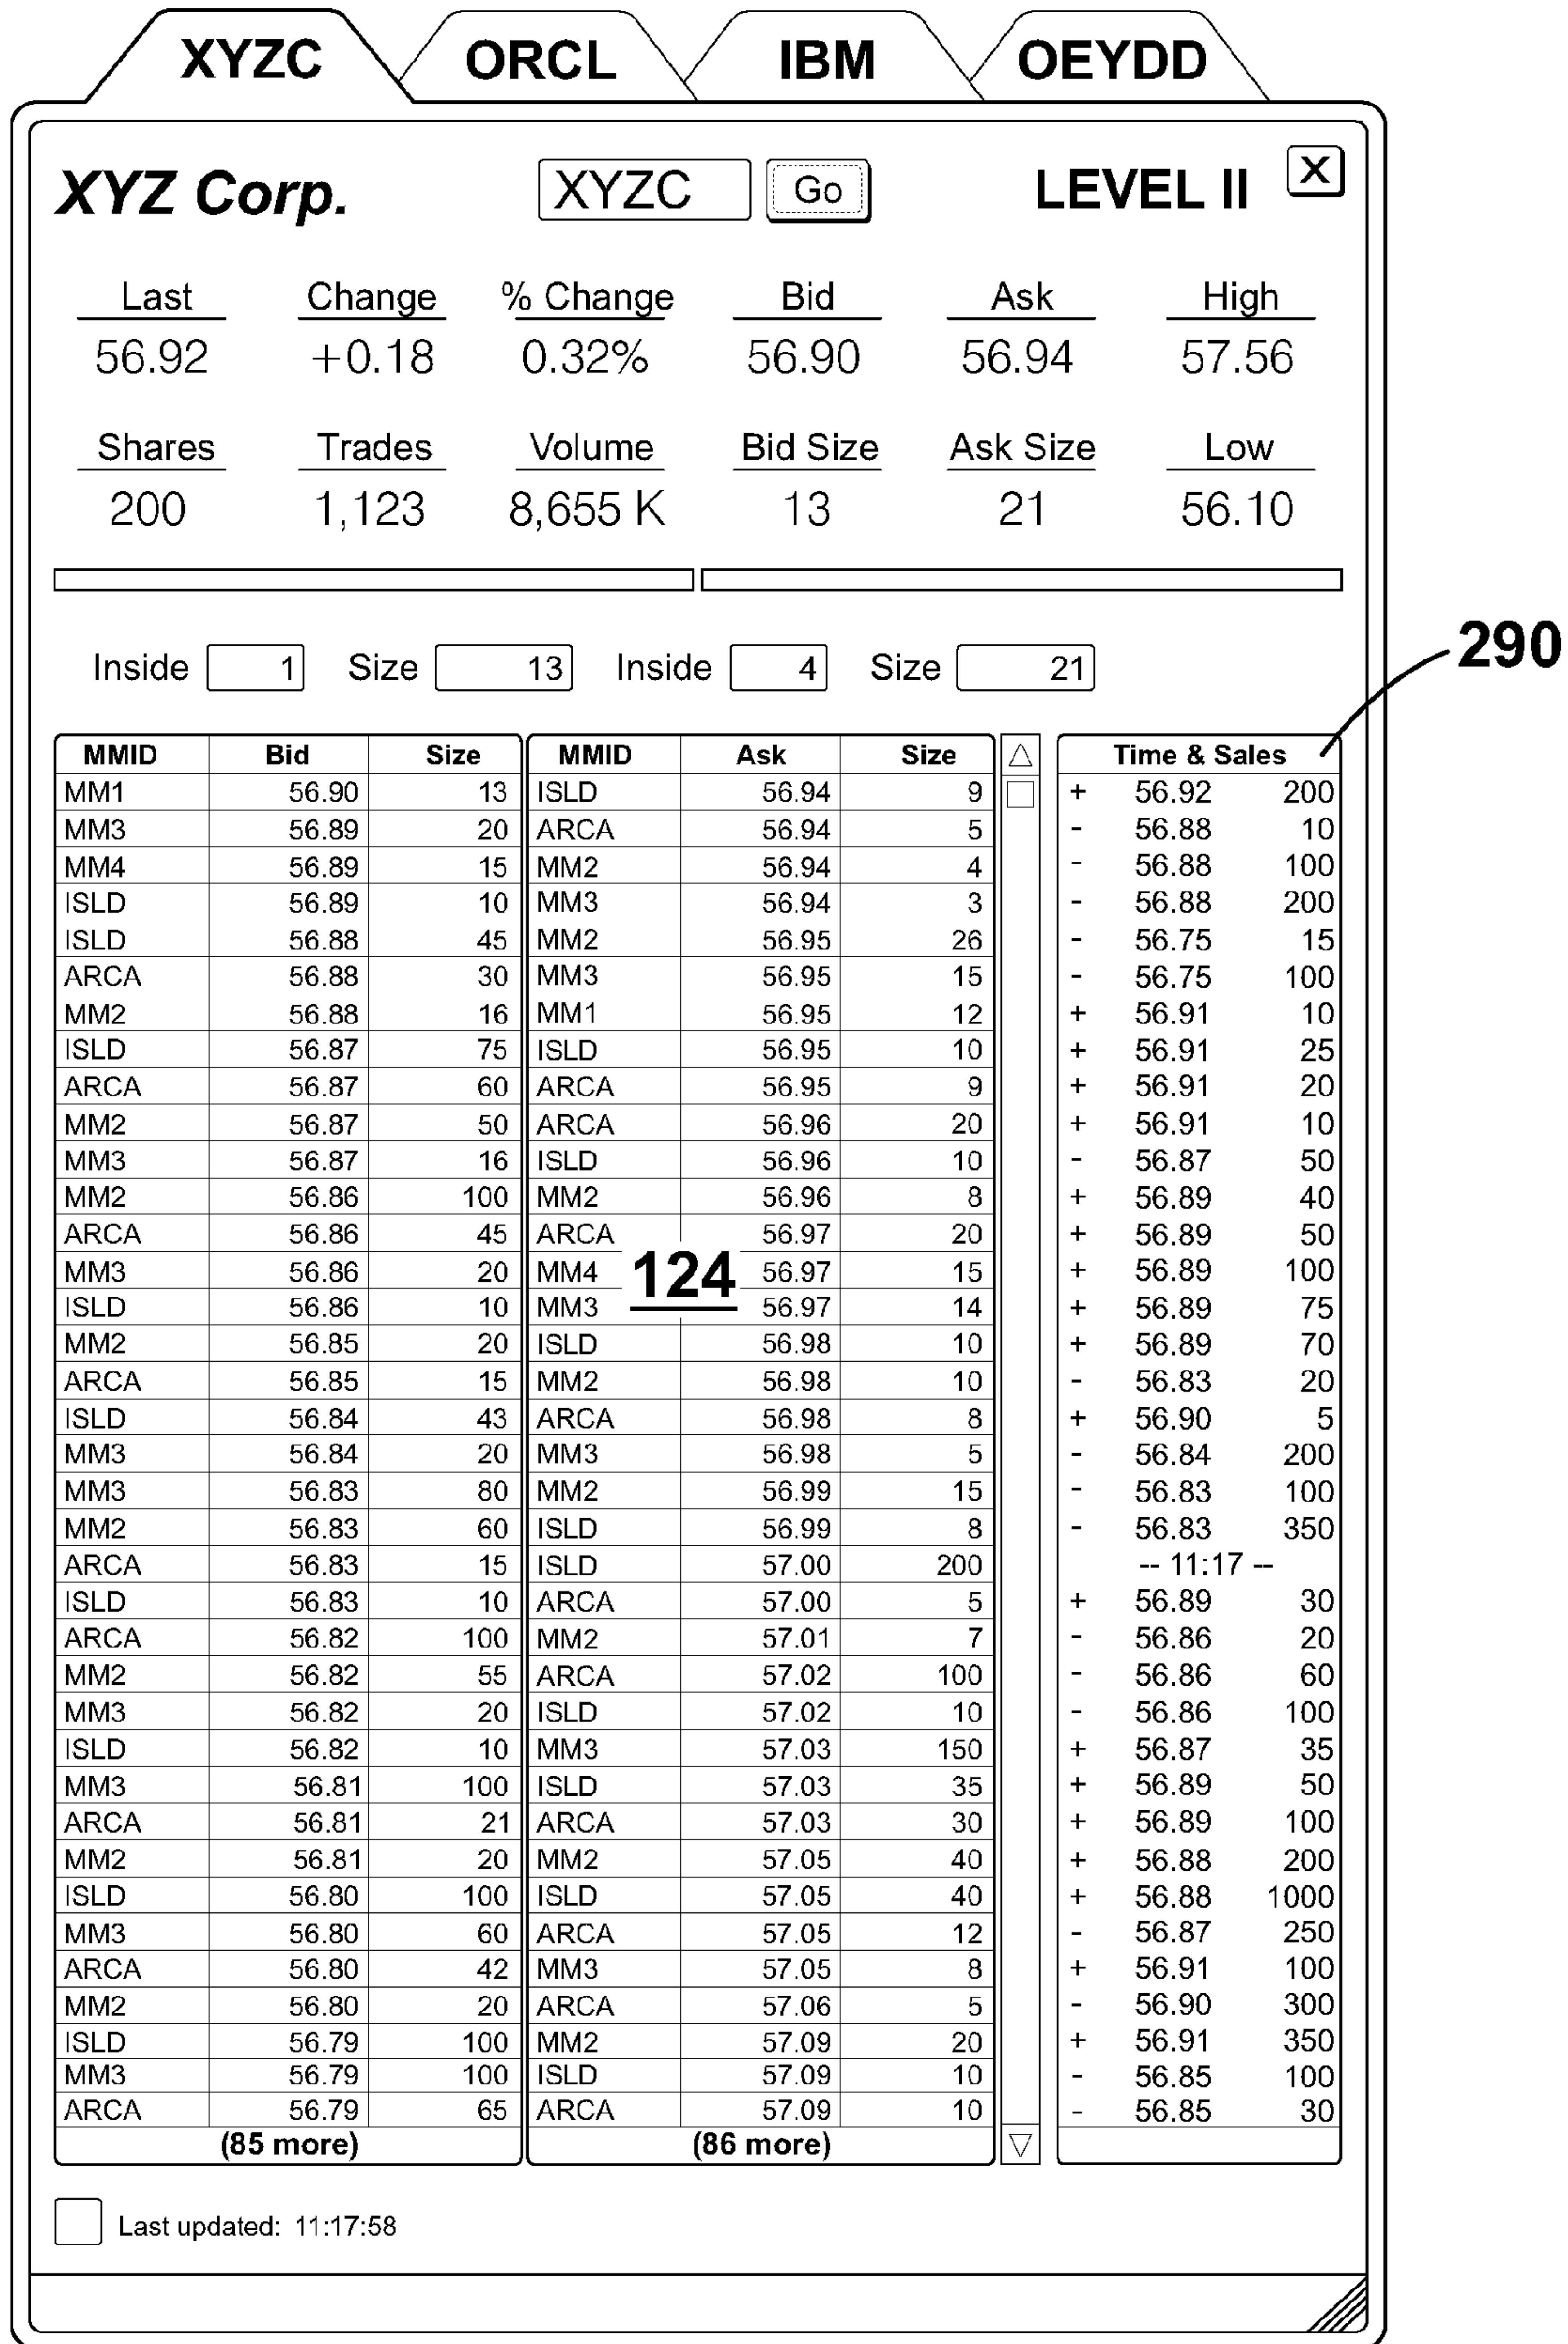 XYZC ORCL IBM OEYDD
XYZ Corp. XYZC Go LEVEL II X
Last Change % Change Bid Ask High
56.92 +0.18 0.32% 56.90 56.94 57.56
Shares Trades Volume Bid Size Ask Size Low
200 1,123 8,655 K 13 21 56.10
290
Inside 1 Size 13 Inside 4 Size 21
MMID Bid Size MMID Ask Size Time & Sales
MM1 56.90 13 ISLD 56.94 9 + 56.92 200
MM3 56.89 20 ARCA 56.94 5 - 56.88 10
MM4 56.89 15 MM2 56.94 4 - 56.88 100
ISLD 56.89 10 MM3 56.94 3 - 56.88 200
ISLD 56.88 45 MM2 56.95 26 - 56.75 15
ARCA 56.88 30 MM3 56.95 15 - 56.75 100
MM2 56.88 16 MM1 56.95 12 + 56.91 10
ISLD 56.87 75 ISLD 56.95 10 + 56.91 25
ARCA 56.87 60 ARCA 56.95 9 + 56.91 20
MM2 56.87 50 ARCA 56.96 20 + 56.91 10
MM3 56.87 16 ISLD 56.96 10 - 56.87 50
MM2 56.86 100 MM2 56.96 8 + 56.89 40
ARCA 56.86 45 ARCA 56.97 20 + 56.89 50
MM3 56.86 20 MM4 124 56.97 15 + 56.89 100
ISLD 56.86 10 MM3 56.97 14 + 56.89 75
MM2 56.85 20 ISLD 56.98 10 + 56.89 70
ARCA 56.85 15 MM2 56.98 10 - 56.83 20
ISLD 56.84 43 ARCA 56.98 8 + 56.90 5
MM3 56.84 20 MM3 56.98 5 - 56.84 200
MM3 56.83 80 MM2 56.99 15 - 56.83 100
MM2 56.83 60 ISLD 56.99 8 - 56.83 350
ARCA 56.83 15 ISLD 57.00 200 -- 11:17 --
ISLD 56.83 10 ARCA 57.00 5 + 56.89 30
ARCA 56.82 100 MM2 57.01 7 - 56.86 20
MM2 56.82 55 ARCA 57.02 100 - 56.86 60
MM3 56.82 20 ISLD 57.02 10 - 56.86 100
ISLD 56.82 10 MM3 57.03 150 + 56.87 35
MM3 56.81 100 ISLD 57.03 35 + 56.89 50
ARCA 56.81 21 ARCA 57.03 30 + 56.89 100
MM2 56.81 20 MM2 57.05 40 + 56.88 200
ISLD 56.80 100 ISLD 57.05 40 + 56.88 1000
MM3 56.80 60 ARCA 57.05 12 - 56.87 250
ARCA 56.80 42 MM3 57.05 8 + 56.91 100
MM2 56.80 20 ARCA 57.06 5 - 56.90 300
ISLD 56.79 100 MM2 57.09 20 + 56.91 350
MM3 56.79 100 ISLD 57.09 10 - 56.85 100
ARCA 56.79 65 ARCA 57.09 10 - 56.85 30
(85 more) (86 more)
Last updated: 11:17:58